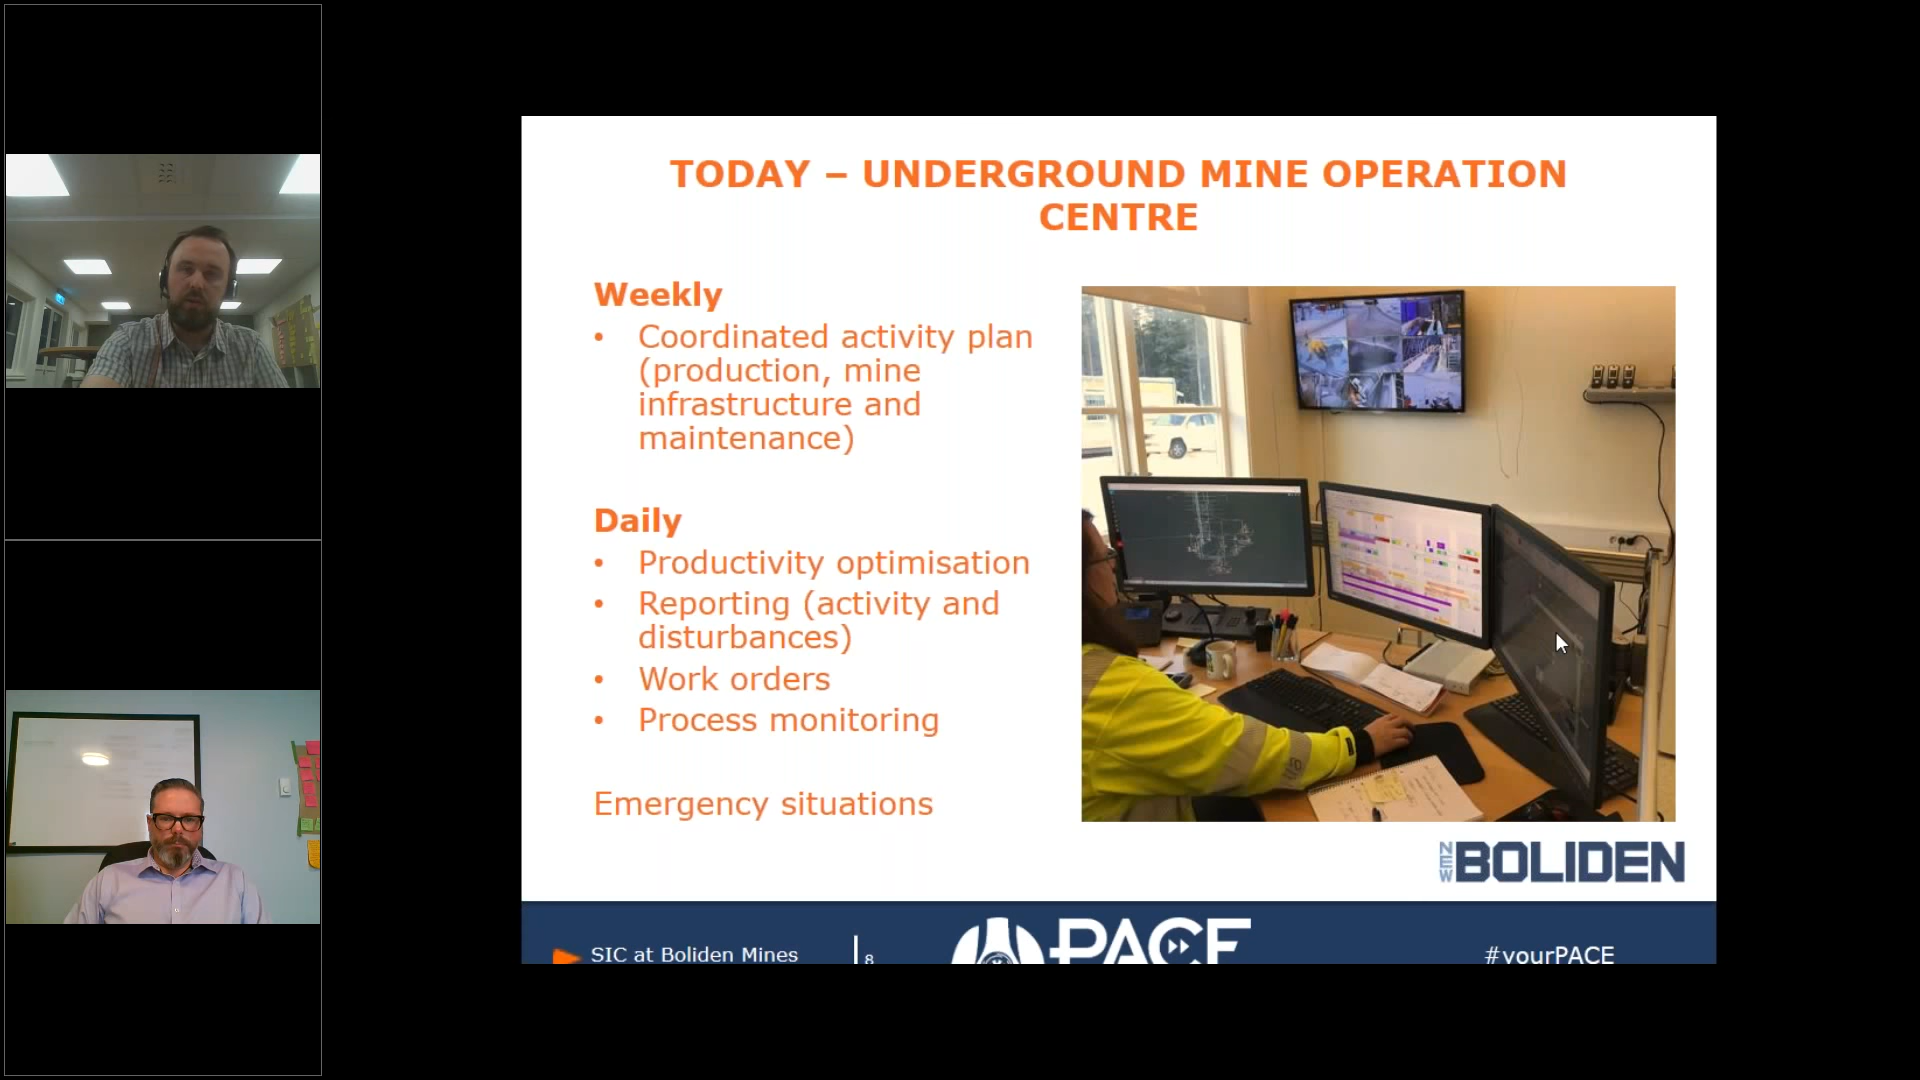 TODAY – UNDERGROUND MINE OPERATION
CENTRE
Weekly
• Coordinated activity plan
(production, mine
infrastructure and
maintenance)
Daily
• Productivity optimisation
• Reporting (activity and
disturbances)
• Work orders
• Process monitoring
Emergency situations
NEW BOLIDEN
SIC at Boliden Mines
8
PACE
#yourPACE